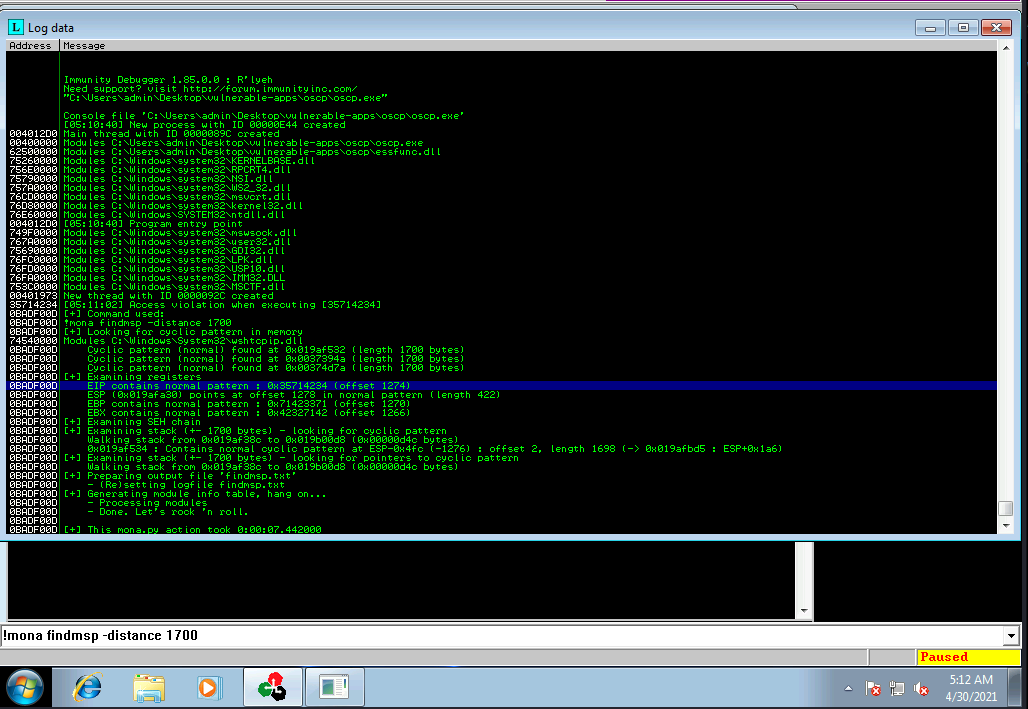 Log data
Address Message
Immunity Debugger 1.85.0.0 : R'lyeh
Need support? visit http://forum.immunityinc.com/
"C:\Users\admin\Desktop\vulnerable-apps\oscp\oscp.exe"
Console file 'C:\Users\admin\Desktop\vulnerable-apps\oscp\oscp.exe'
[05:10:40] New process with ID 00000E44 created
004012D0 Main thread with ID 0000089C created
00400000 Modules C:\Users\admin\Desktop\vulnerable-apps\oscp\oscp.exe
62500000 Modules C:\Users\admin\Desktop\vulnerable-apps\oscp\essfunc.dll
75260000 Modules C:\Windows\system32\KERNELBASE.dll
756E0000 Modules C:\Windows\system32\RPCRT4.dll
75790000 Modules C:\Windows\system32\NSI.dll
757A0000 Modules C:\Windows\system32\WS2_32.dll
76CD0000 Modules C:\Windows\system32\msvcrt.dll
76D80000 Modules C:\Windows\system32\kernel32.dll
76E60000 Modules C:\Windows\SYSTEM32\ntdll.dll
004012D0 [05:10:40] Program entry point
749F0000 Modules C:\Windows\system32\mswsock.dll
767A0000 Modules C:\Windows\system32\user32.dll
75690000 Modules C:\Windows\system32\GDI32.dll
76FC0000 Modules C:\Windows\system32\LPK.dll
76FD0000 Modules C:\Windows\system32\USP10.dll
76FA0000 Modules C:\Windows\system32\IMM32.DLL
753C0000 Modules C:\Windows\system32\MSCTF.dll
00401973 New thread with ID 0000092C created
35714234 [05:11:02] Access violation when executing [35714234]
0BADF00D [+] Command used:
0BADF00D !mona findmsp -distance 1700
0BADF00D [+] Looking for cyclic pattern in memory
74540000 Modules C:\Windows\System32\wshtcpip.dll
0BADF00D Cyclic pattern (normal) found at 0x019af532 (length 1700 bytes)
0BADF00D Cyclic pattern (normal) found at 0x0037394a (length 1700 bytes)
0BADF00D Cyclic pattern (normal) found at 0x00374d7a (length 1700 bytes)
0BADF00D [+] Examining registers
0BADF00D EIP contains normal pattern : 0x35714234 (offset 1274)
0BADF00D ESP (0x019afa30) points at offset 1278 in normal pattern (length 422)
0BADF00D EBP contains normal pattern : 0x71423371 (offset 1270)
0BADF00D EBX contains normal pattern : 0x42327142 (offset 1266)
0BADF00D [+] Examining SEH chain
0BADF00D [+] Examining stack (+- 1700 bytes) - looking for cyclic pattern
0BADF00D Walking stack from 0x019af38c to 0x019b00d8 (0x00000d4c bytes)
0BADF00D 0x019af534 : Contains normal cyclic pattern at ESP-0x4fc (-1276) : offset 2, length 1698 (-> 0x019afbd5 : ESP+0x1a6)
0BADF00D [+] Examining stack (+- 1700 bytes) - looking for pointers to cyclic pattern
0BADF00D Walking stack from 0x019af38c to 0x019b00d8 (0x00000d4c bytes)
0BADF00D [+] Preparing output file 'findmsp.txt'
0BADF00D - (Re)setting logfile findmsp.txt
0BADF00D [+] Generating module info table, hang on...
0BADF00D - Processing modules
0BADF00D - Done. Let's rock 'n roll.
0BADF00D
0BADF00D [+] This mona.py action took 0:00:07.442000
!mona findmsp -distance 1700
Paused
5:12 AM
4/30/2021